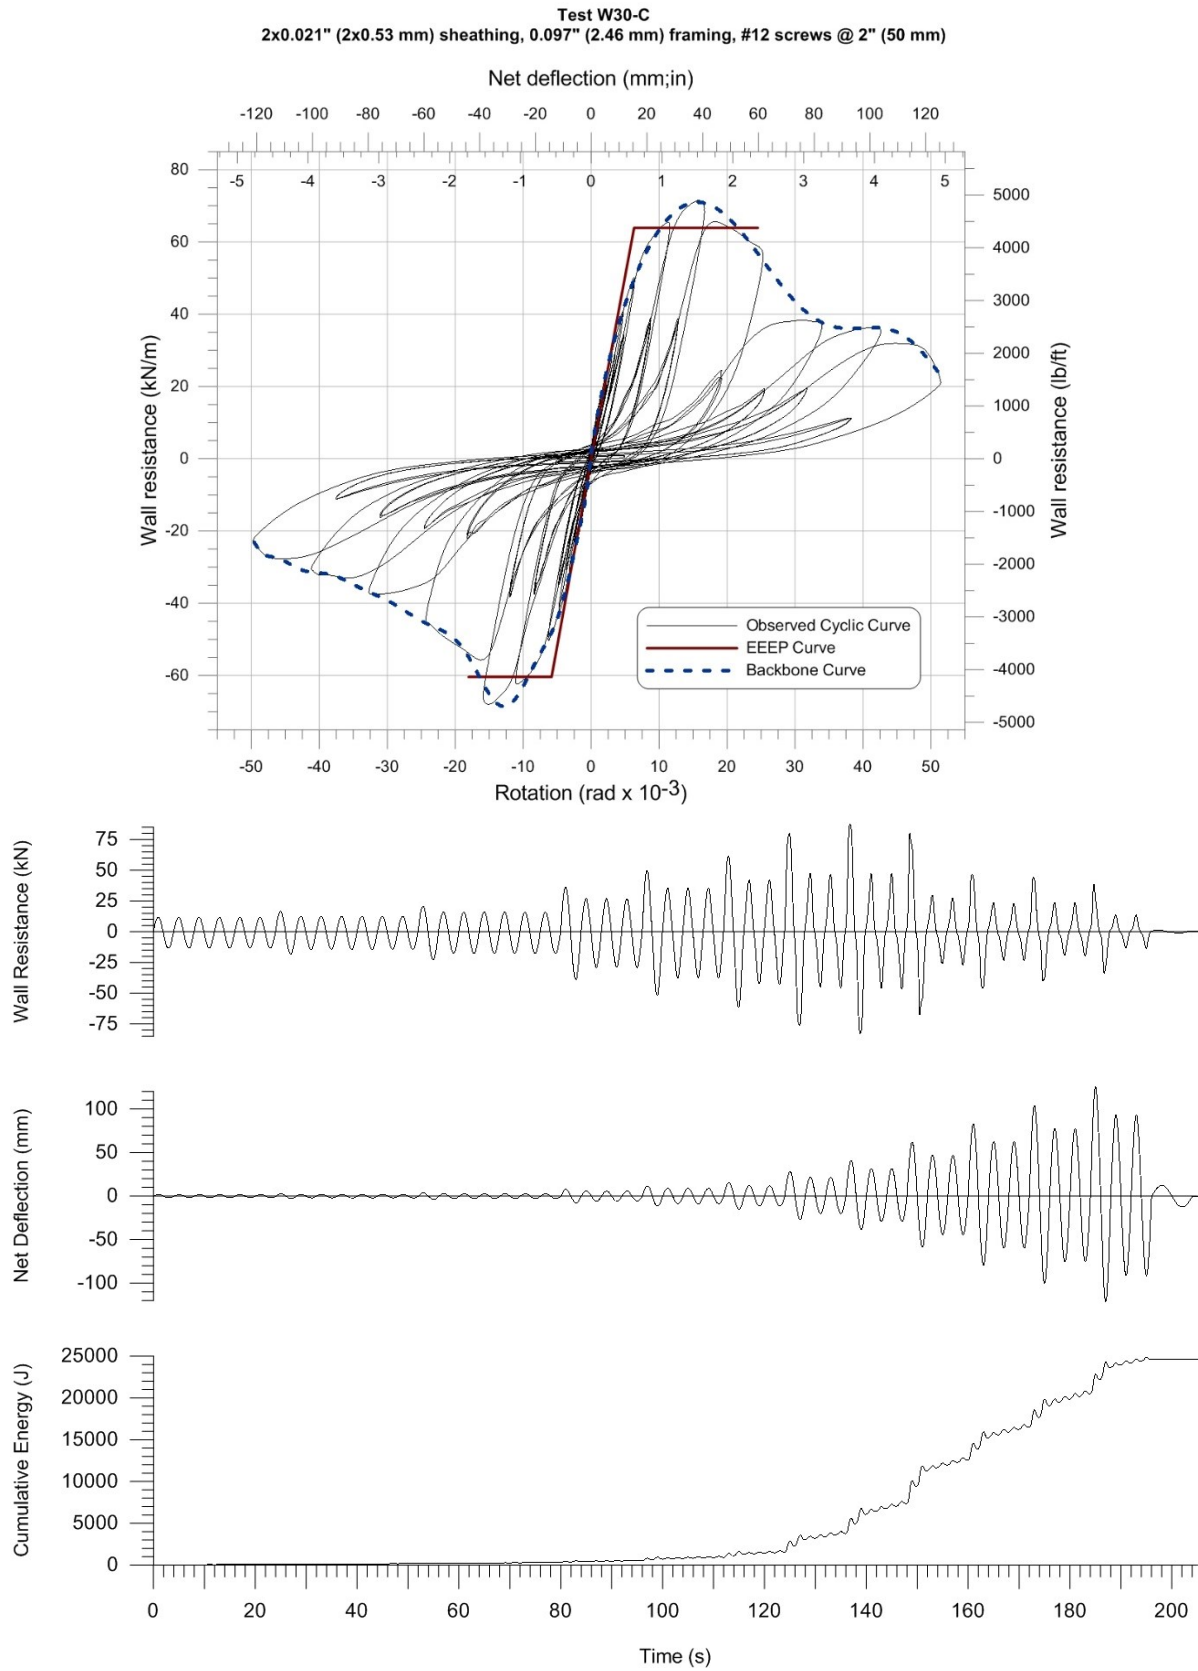 Test W30-C
2x0.021" (2x0.53 mm) sheathing, 0.097" (2.46 mm) framing, #12 screws @ 2" (50 mm)
Net deflection (mm;in)
-120 -100 -80 -60 -40 -20 0 20 40 60 80 100 120
-5 -4 -3 -2 -1 0 1 2 3 4 5
Wall resistance (kN/m)
80
60
40
20
0
-20
-40
-60
Wall resistance (lb/ft)
5000
4000
3000
2000
1000
0
-1000
-2000
-3000
-4000
-5000
Observed Cyclic Curve
EEEP Curve
Backbone Curve
-50 -40 -30 -20 -10 0 10 20 30 40 50
Rotation (rad x 10-3)
Wall Resistance (kN)
75
50
25
0
-25
-50
-75
Net Deflection (mm)
100
50
0
-50
-100
Cumulative Energy (J)
25000
20000
15000
10000
5000
0
0 20 40 60 80 100 120 140 160 180 200
Time (s)